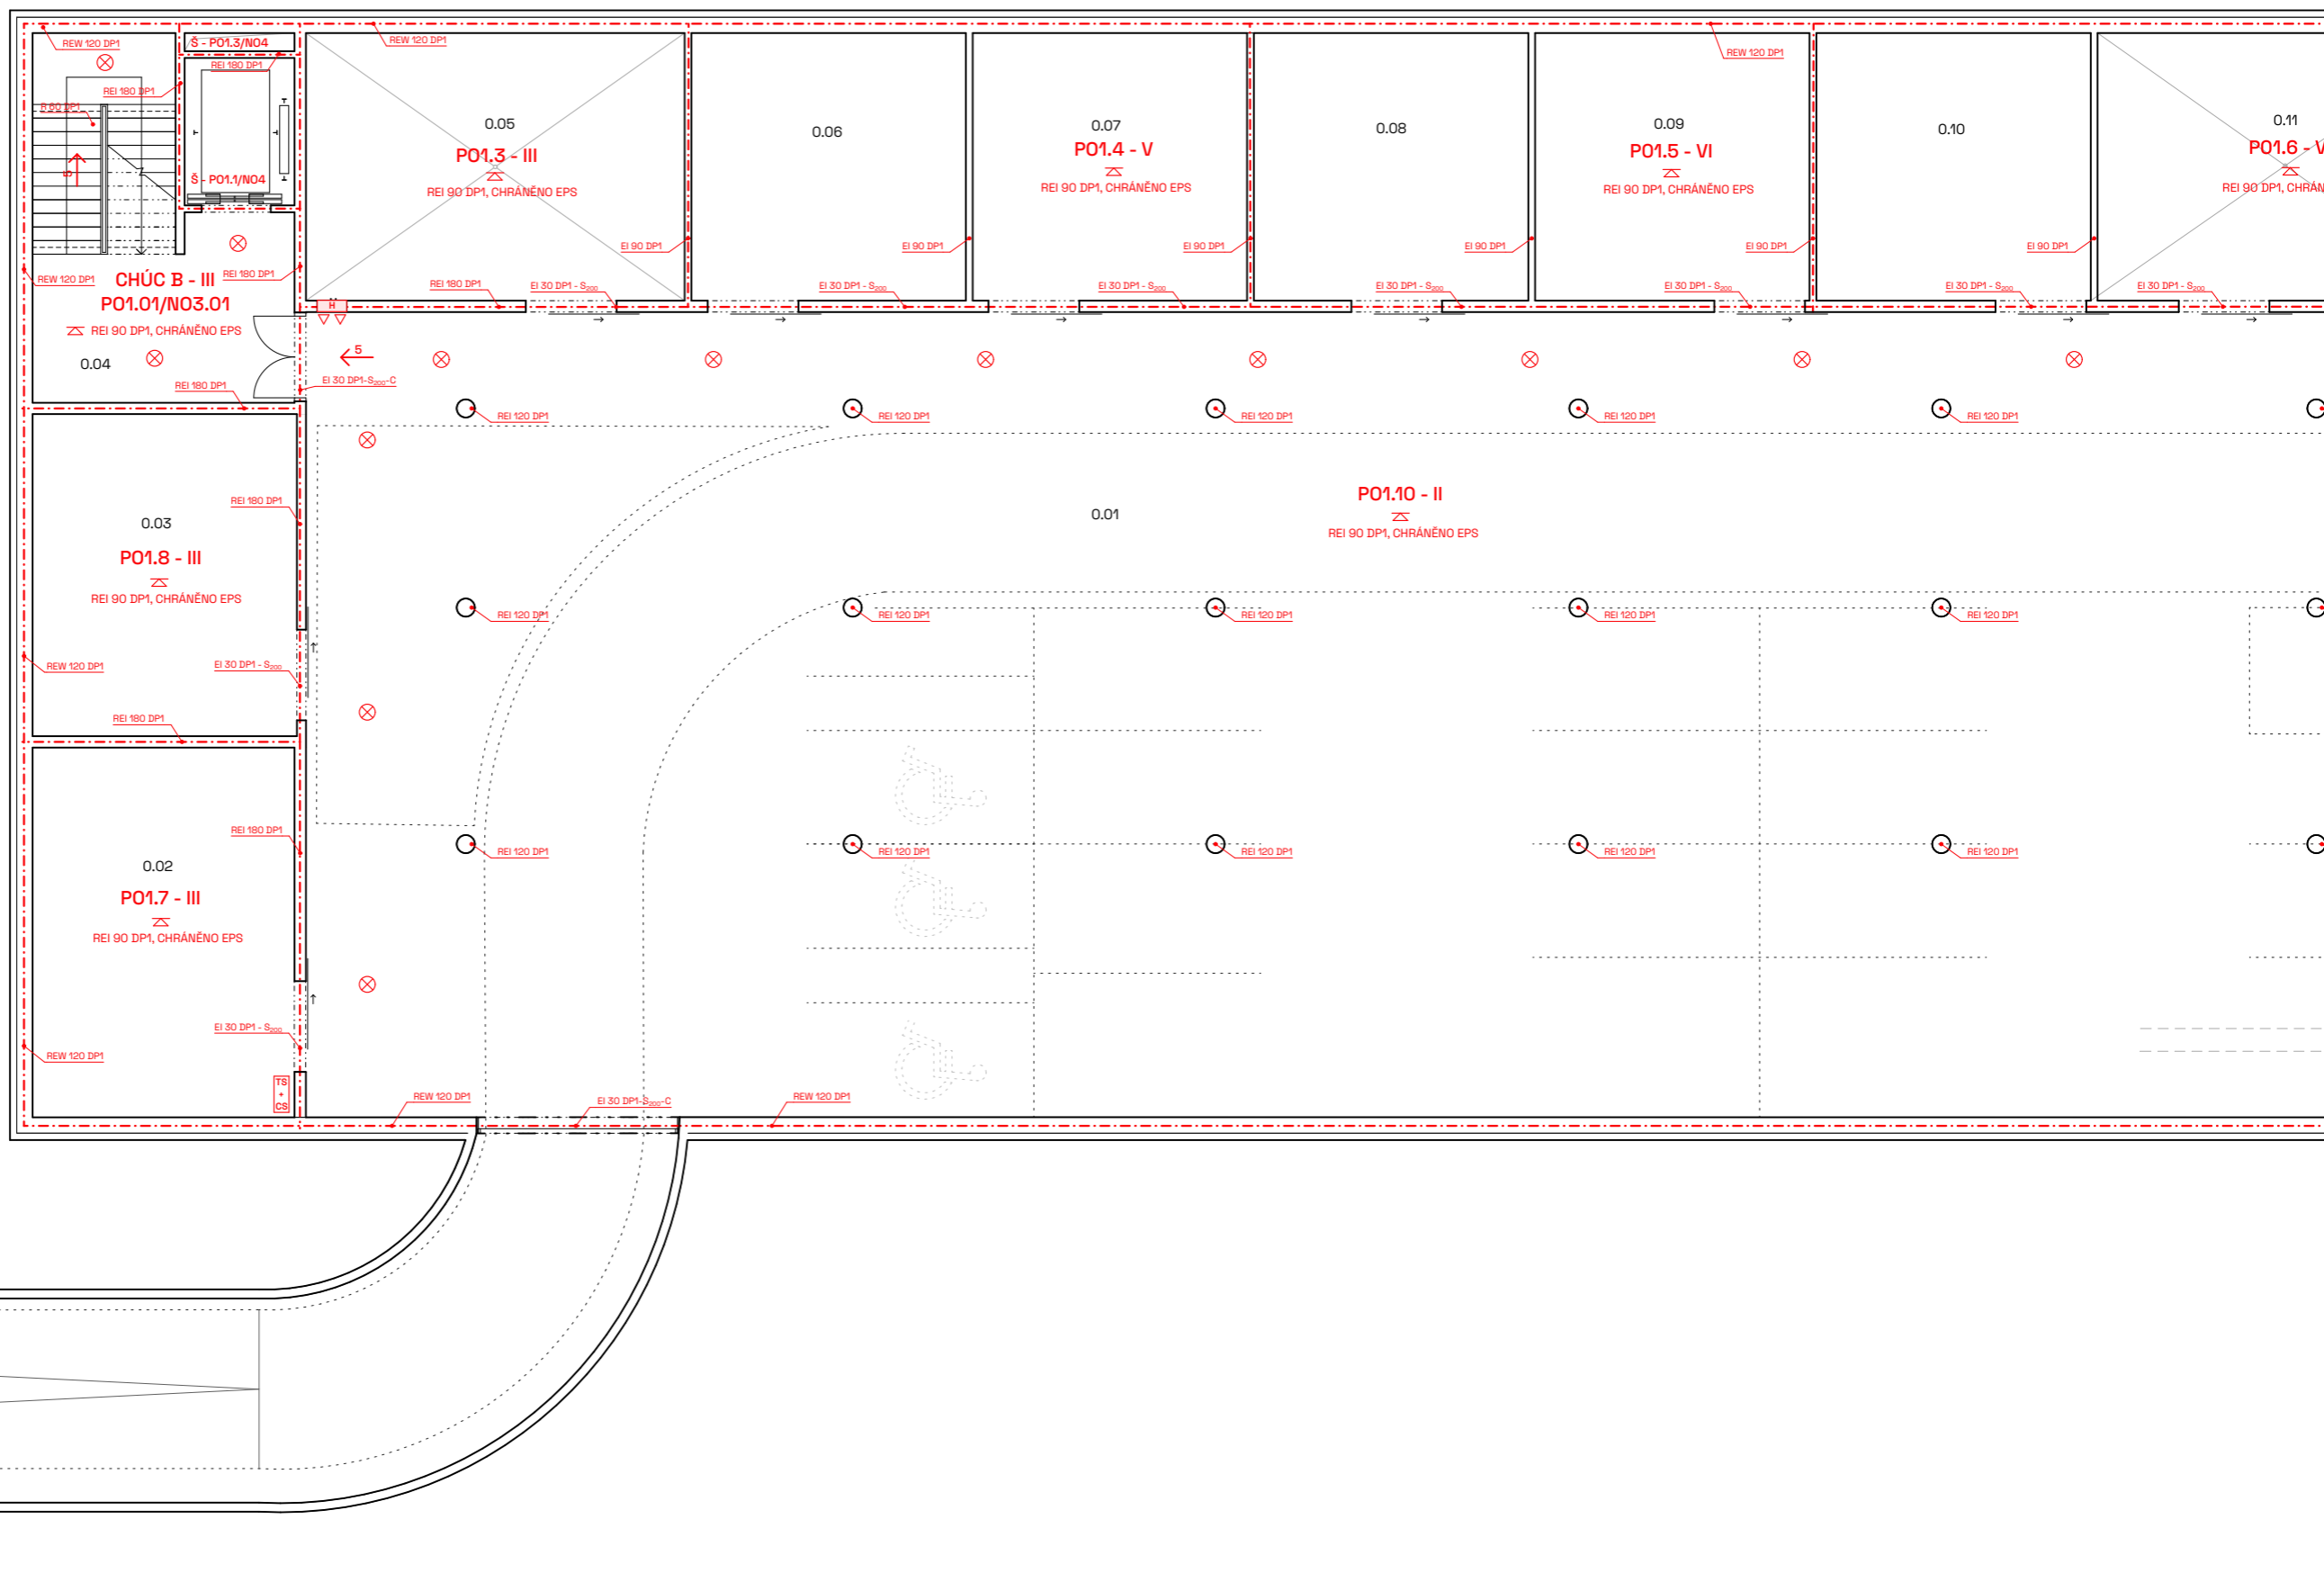 REW 120 DP1
Š - P01.3/N04
REI 180 DP1
REW 120 DP1
REW 120 DP1
REI 180 DP1
R 60 DP1
5
Š - P01.1/N04
0.05
P01.3 - III
REI 90 DP1, CHRÁNĚNO EPS
0.06
0.07
P01.4 - V
REI 90 DP1, CHRÁNĚNO EPS
0.08
0.09
P01.5 - VI
REI 90 DP1, CHRÁNĚNO EPS
0.10
0.11
P01.6 -
REI 90 DP1, CHRÁN
EI 90 DP1
EI 90 DP1
EI 90 DP1
EI 90 DP1
EI 90 DP1
EI 90 DP1
REW 120 DP1
CHÚC B - III
REI 180 DP1
P01.01/N03.01
REI 90 DP1, CHRÁNĚNO EPS
0.04
REI 180 DP1
EI 30 DP1 - S200
EI 30 DP1 - S200
EI 30 DP1 - S200
EI 30 DP1 - S200
EI 30 DP1 - S200
EI 30 DP1 - S200
EI 30 DP1 - S200
H
5
EI 30 DP1-S200-C
REI 180 DP1
REI 120 DP1
REI 120 DP1
REI 120 DP1
REI 120 DP1
REI 120 DP1
REI 180 DP1
0.03
P01.8 - III
REI 90 DP1, CHRÁNĚNO EPS
0.01
P01.10 - II
REI 90 DP1, CHRÁNĚNO EPS
REI 120 DP1
REI 120 DP1
REI 120 DP1
REI 120 DP1
REI 120 DP1
REW 120 DP1
EI 30 DP1 - S200
REI 180 DP1
REI 180 DP1
0.02
P01.7 - III
REI 90 DP1, CHRÁNĚNO EPS
REI 120 DP1
REI 120 DP1
REI 120 DP1
REI 120 DP1
REI 120 DP1
EI 30 DP1 - S200
REW 120 DP1
TS
+
CS
REW 120 DP1
EI 30 DP1-S200-C
REW 120 DP1